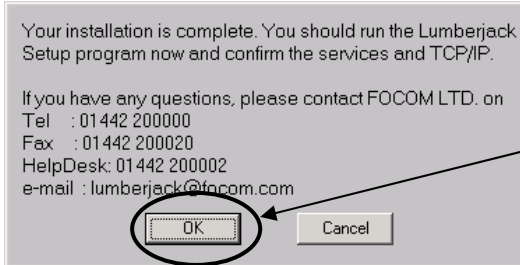 Your installation is complete. You should run the Lumberjack
Setup program now and confirm the services and TCP/IP.
If you have any questions, please contact FOCOM LTD. on
Tel : 01442 200000
Fax : 01442 200020
HelpDesk: 01442 200002
e-mail : lumberjack@focom.com
OK Cancel